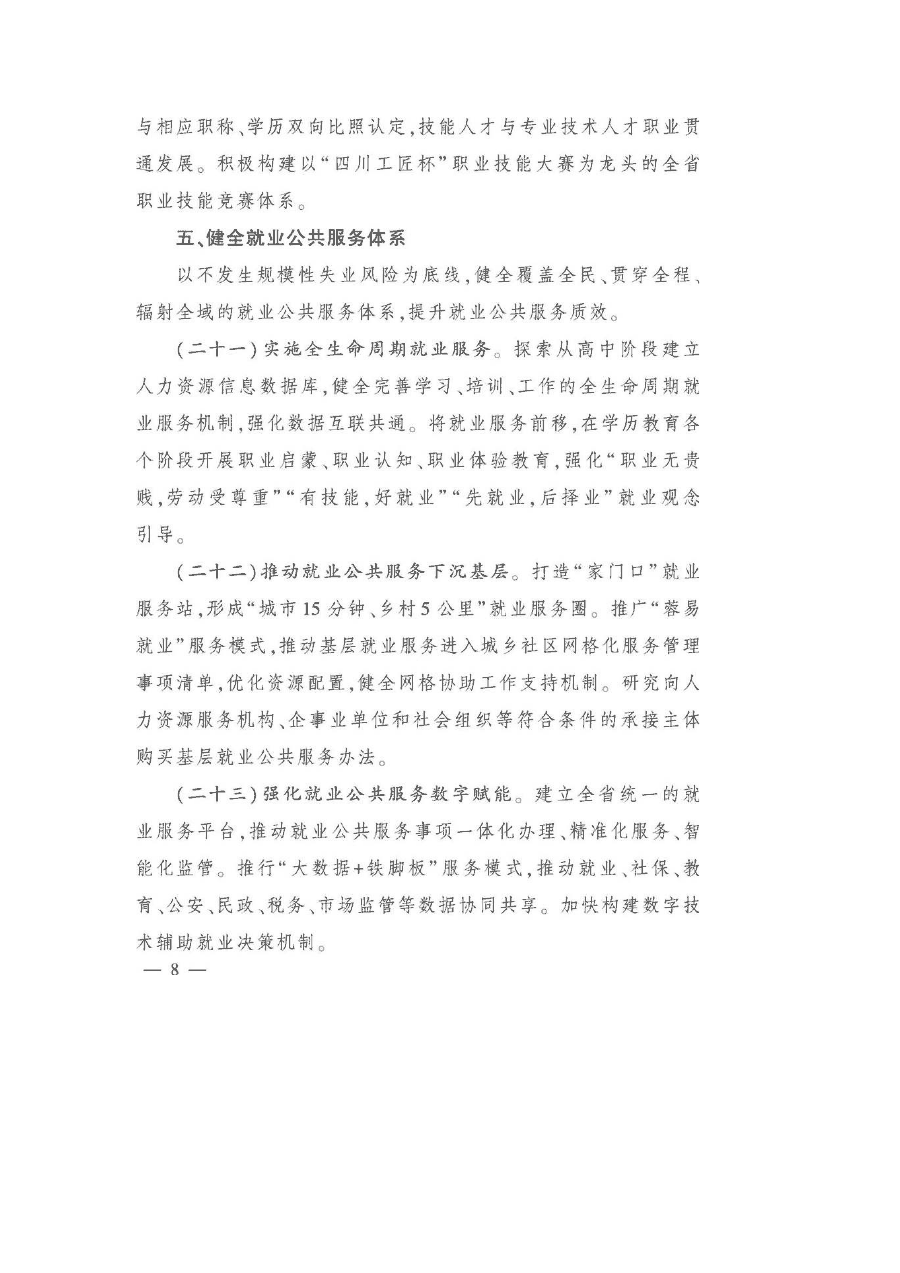 与相应职称、学历双向比照认定,技能人才与专业技术人才职业贯
通发展。积极构建以“四川工匠杯”职业技能大赛为龙头的全省
职业技能竞赛体系。
五、健全就业公共服务体系
以不发生规模性失业风险为底线,健全覆盖全民、贯穿全程、
辐射全域的就业公共服务体系,提升就业公共服务质效。
(二十一)实施全生命周期就业服务。探索从高中阶段建立
人力资源信息数据库,健全完善学习、培训、工作的全生命周期就
业服务机制,强化数据互联共通。将就业服务前移,在学历教育各
个阶段开展职业启蒙、职业认知、职业体验教育,强化“职业无贵
贱,劳动受尊重”“有技能,好就业”“先就业,后择业”就业观念
引导。
(二十二)推动就业公共服务下沉基层。打造“家门口”就业
服务站,形成“城市15分钟、乡村5公里”就业服务圈。推广“蓉易
就业”服务模式,推动基层就业服务进入城乡社区网格化服务管理
事项清单,优化资源配置,健全网格协助工作支持机制。研究向人
力资源服务机构、企事业单位和社会组织等符合条件的承接主体
购买基层就业公共服务办法。
(二十三)强化就业公共服务数字赋能。建立全省统一的就
业服务平台,推动就业公共服务事项一体化办理、精准化服务、智
能化监管。推行“大数据+铁脚板”服务模式,推动就业、社保、教
育、公安、民政、税务、市场监管等数据协同共享。加快构建数字技
术辅助就业决策机制。
— 8 —